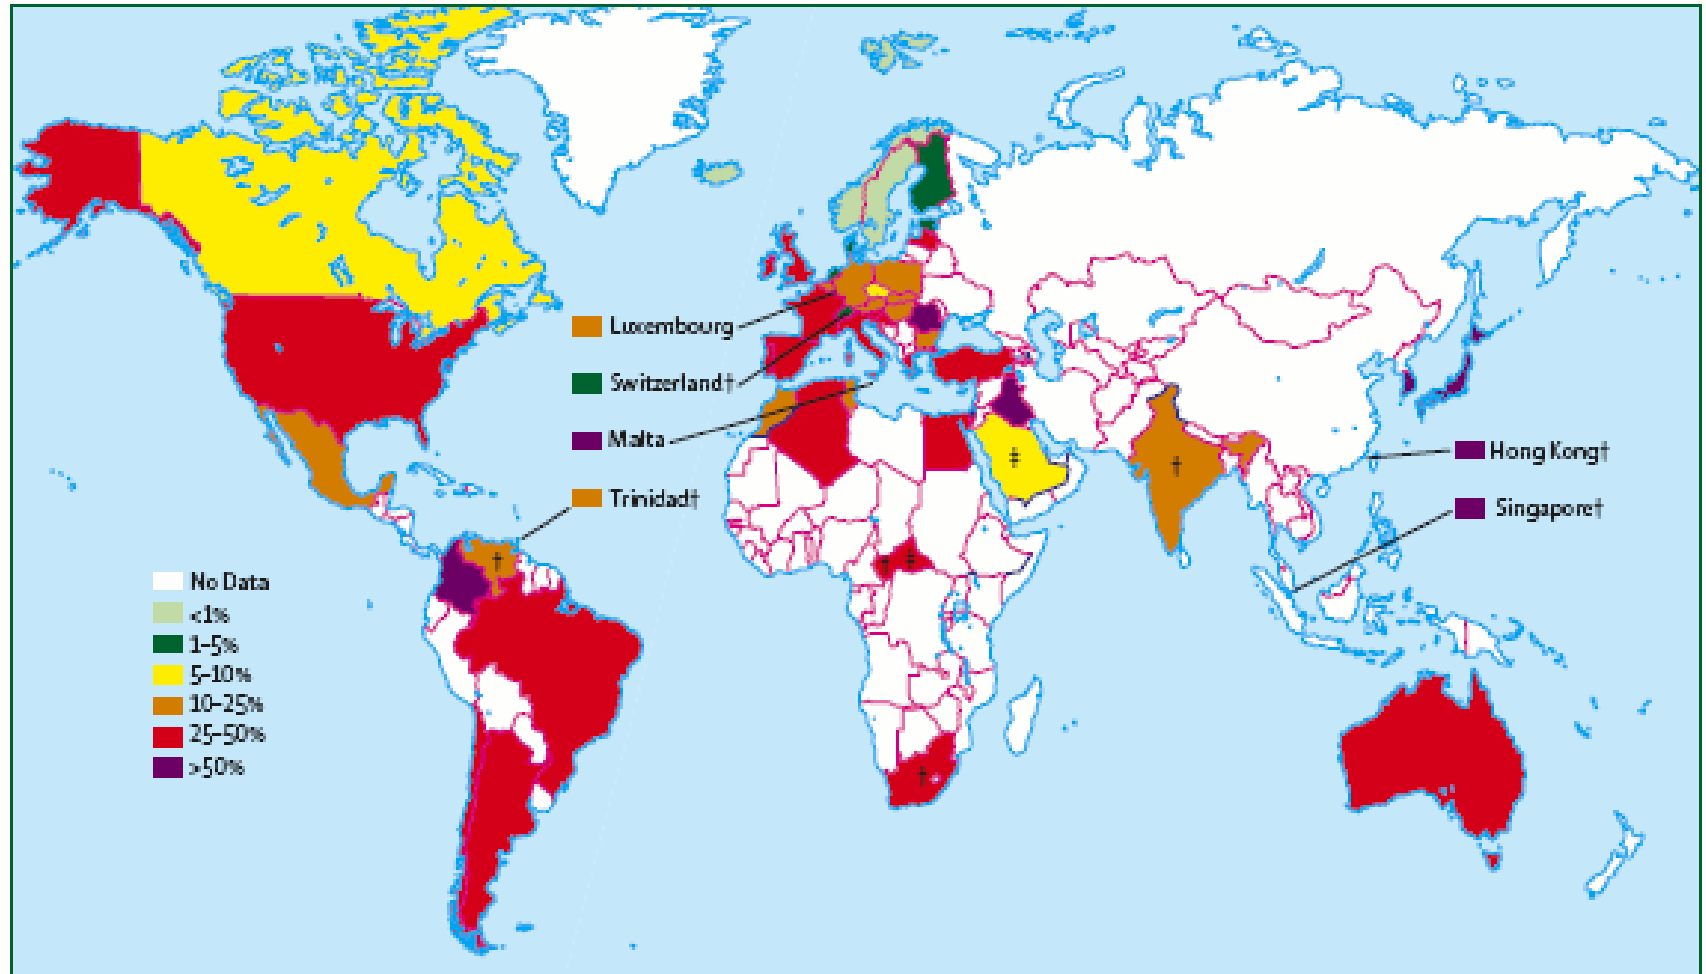 Luxembourg
Switzerland†
Malta
Trinidad†
Hong Kong†
Singapore†
‡
†
†
† ‡
†
No Data
<1%
1–5%
5–10%
10–25%
25–50%
>50%